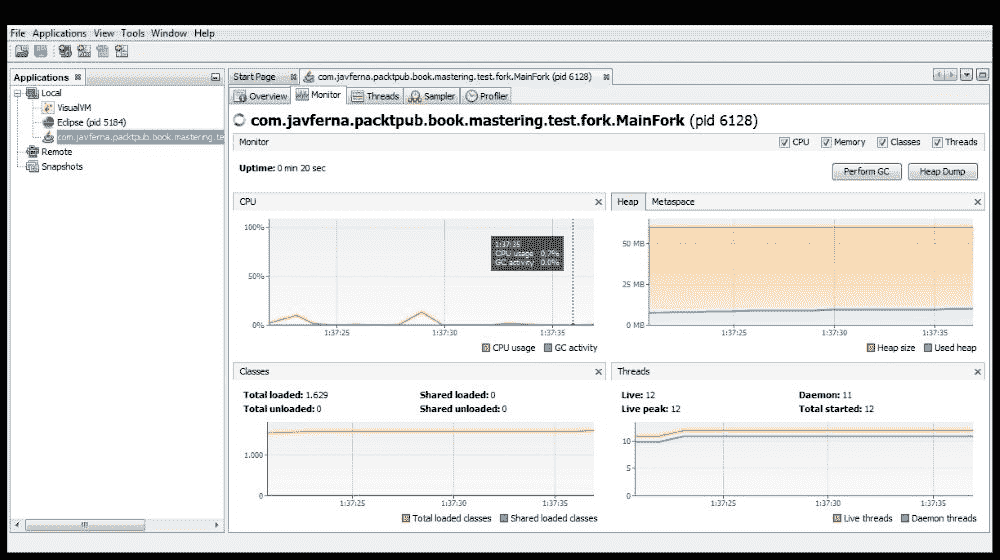 File Applications View Tools Window Help
Applications
Local
VisualVM
Eclipse (pid 5184)
com.javferna.packtpub.book.mastering.te
Remote
Snapshots
Start Page com.javferna.packtpub.book.mastering.test.fork.MainFork (pid 6128)
Overview Monitor Threads Sampler Profiler
com.javferna.packtpub.book.mastering.test.fork.MainFork (pid 6128)
Monitor CPU Memory Classes Threads
Uptime: 0 min 20 sec Perform GC Heap Dump
CPU
100%
50%
0%
1:37:35
CPU usage 0.7%
GC activity 0.0%
1:37:25 1:37:30 1:37:35
CPU usage GC activity
Heap Metaspace
50 MB
25 MB
0 MB
1:37:25 1:37:30 1:37:35
Heap size Used heap
Classes
Total loaded: 1.629 Shared loaded: 0
Total unloaded: 0 Shared unloaded: 0
1.000
0
1:37:25 1:37:30 1:37:35
Total loaded classes Shared loaded classes
Threads
Live: 12 Daemon: 11
Live peak: 12 Total started: 12
10
5
0
1:37:25 1:37:30 1:37:35
Live threads Daemon threads